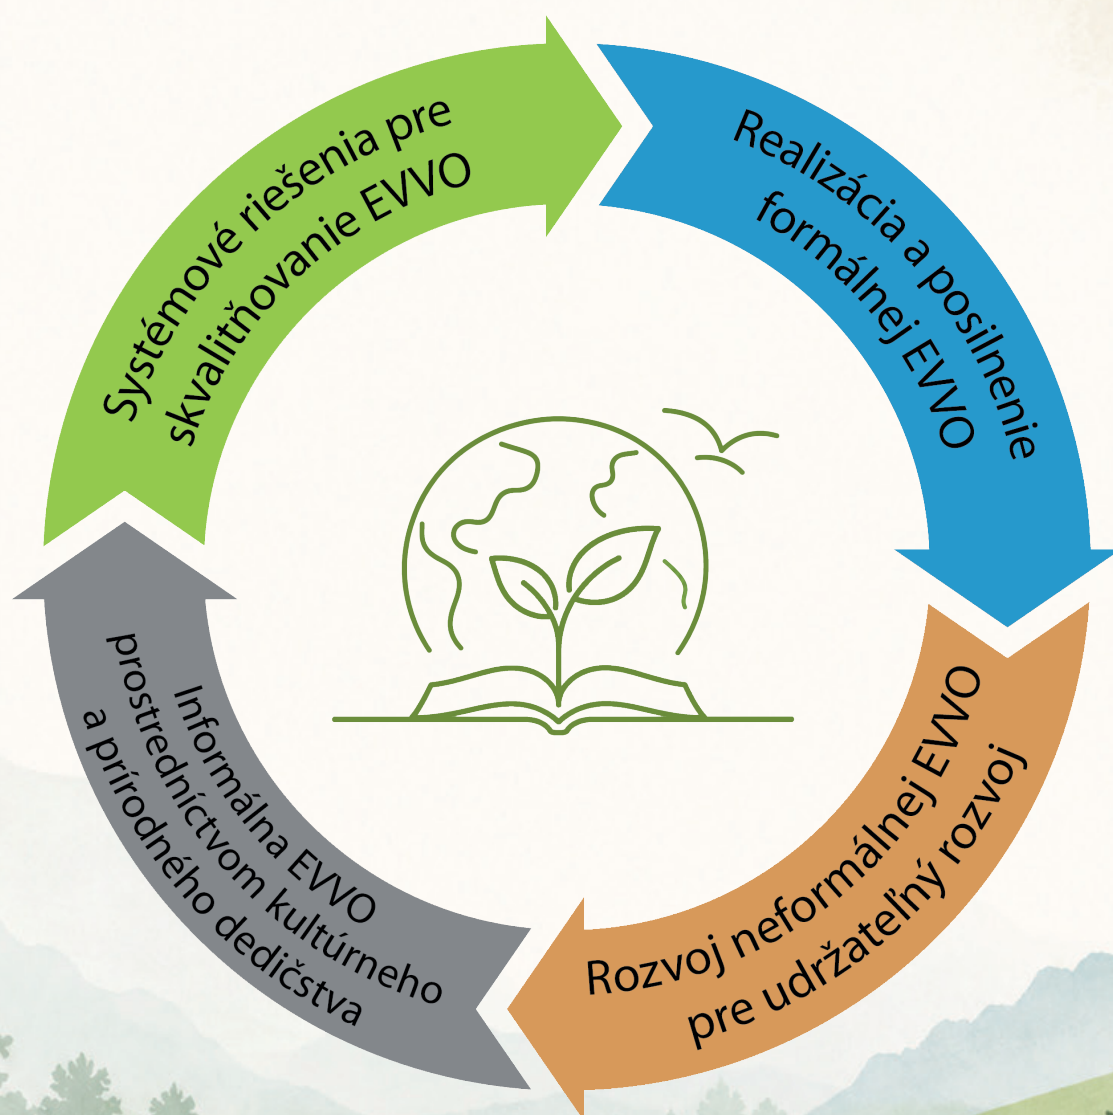 Systémové riešenia pre
skvalitňovanie EVVO
Realizácia a posilnenie
formálnej EVVO
Rozvoj neformálnej EVVO
pre udržateľný rozvoj
Informálna EVVO
prostredníctvom kultúrneho
a prírodného dedičstva